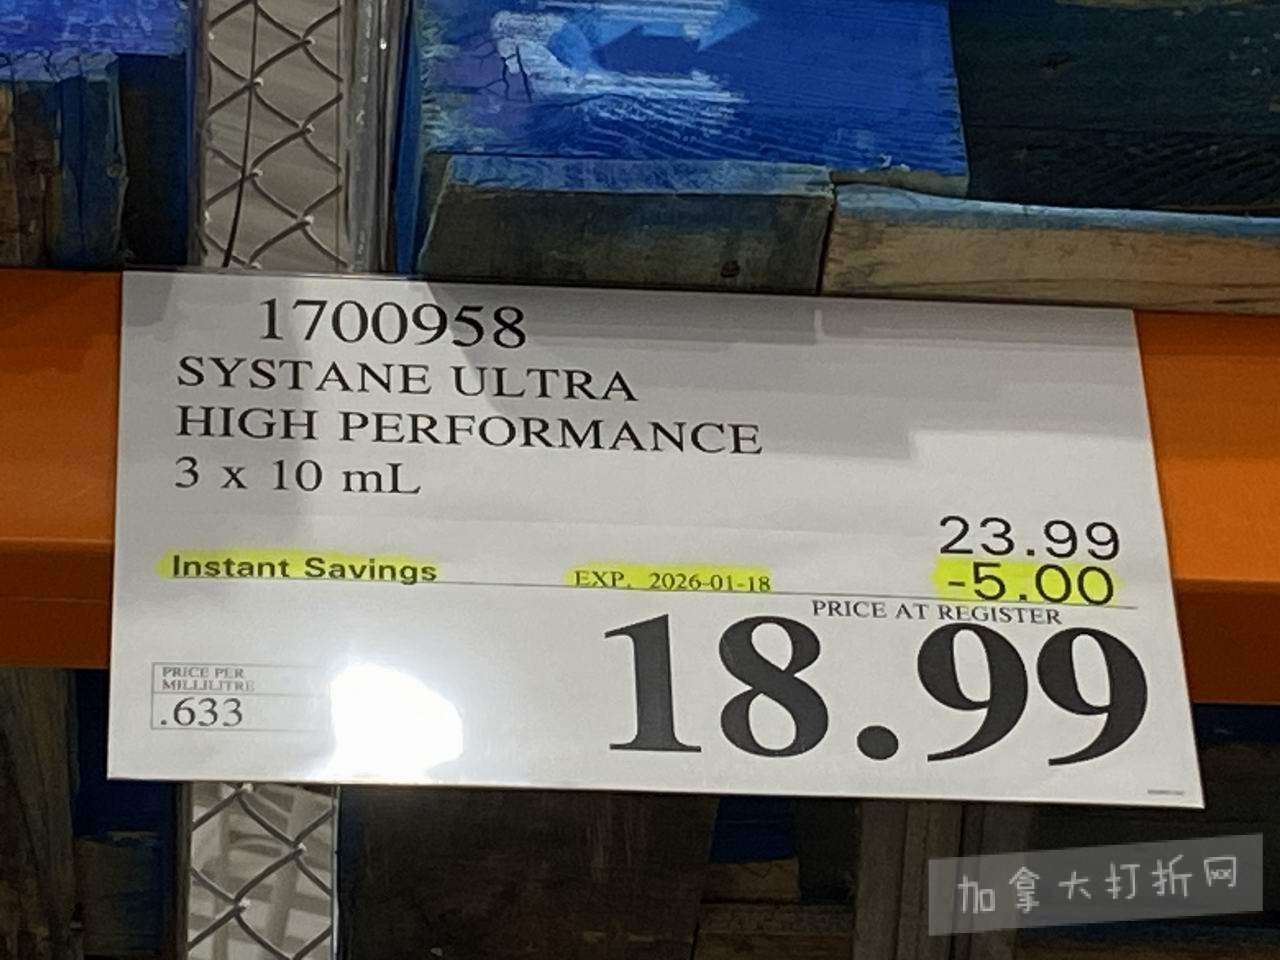 1700958
SYSTANE ULTRA
HIGH PERFORMANCE
3 x 10 mL
23.99
Instant Savings EXP. 2026-01-18 -5.00
PRICE AT REGISTER
18.99
PRICE PER
MILLILITRE
.633
加拿大打折网